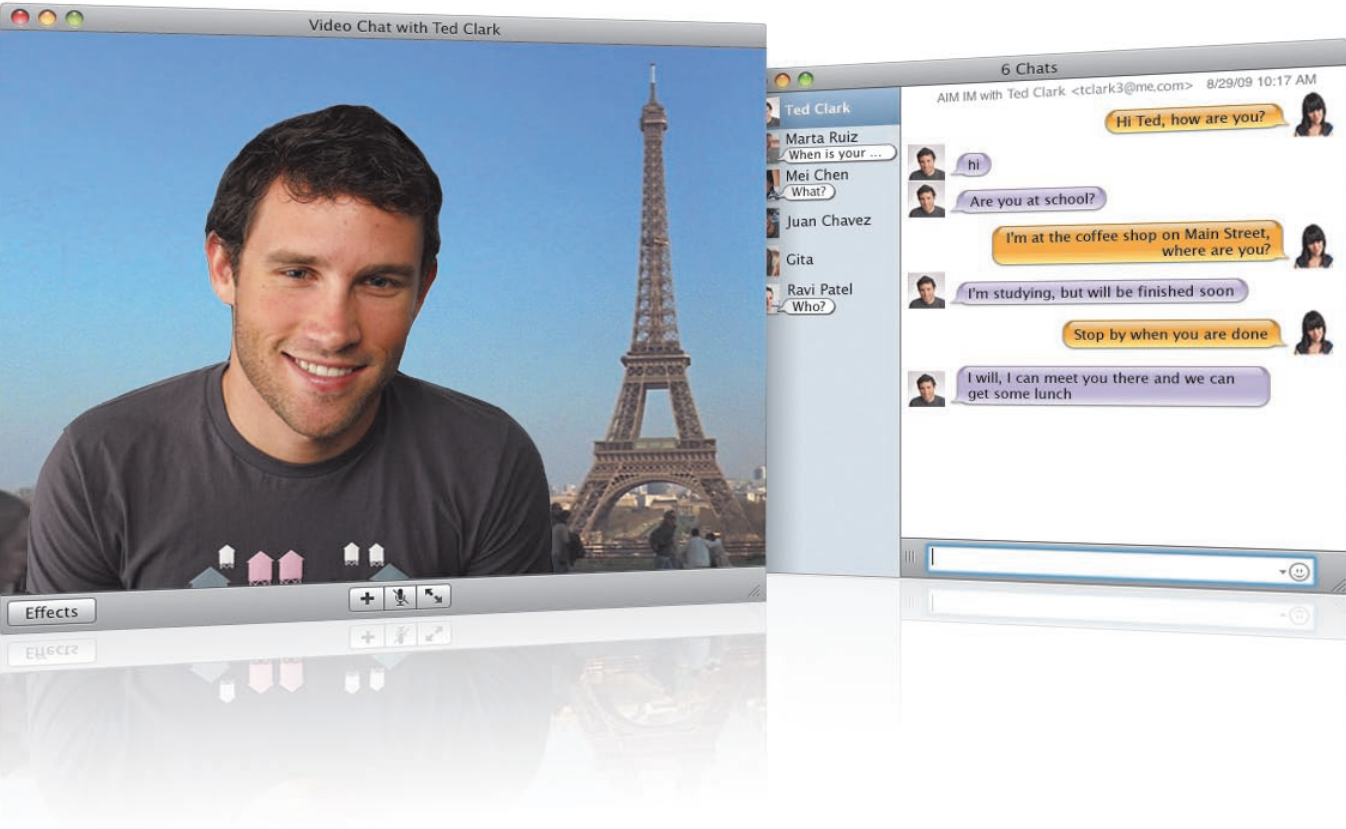 Video Chat with Ted Clark
Effects
6 Chats
Ted Clark
Marta Ruiz
When is your ...
Mei Chen
What?
Juan Chavez
Gita
Ravi Patel
Who?
AIM IM with Ted Clark <tclark3@me.com> 8/29/09 10:17 AM
Hi Ted, how are you?
hi
Are you at school?
I'm at the coffee shop on Main Street,
where are you?
I'm studying, but will be finished soon
Stop by when you are done
I will, I can meet you there and we can
get some lunch